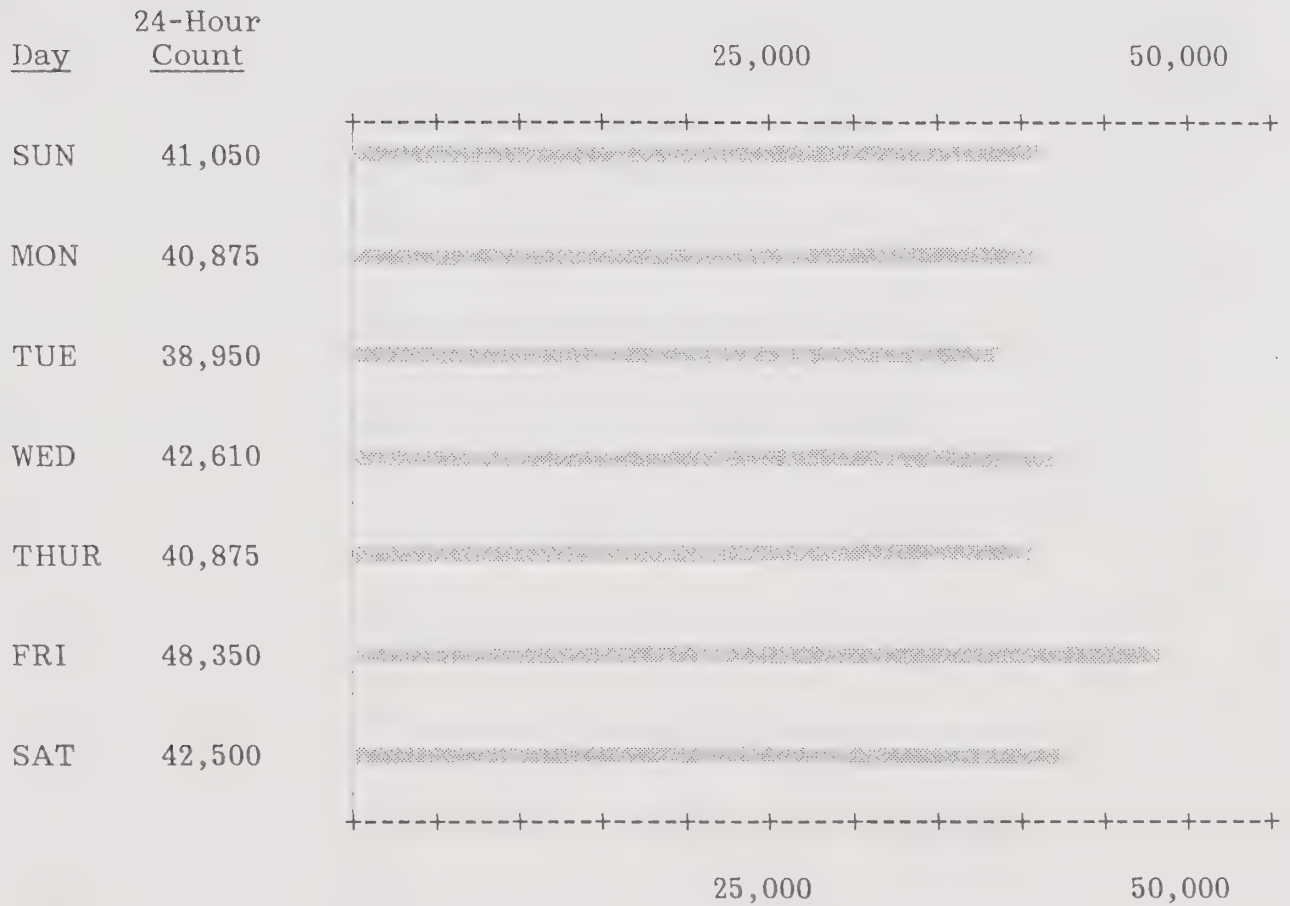 24-Hour
Day Count 25,000 50,000
SUN 41,050
MON 40,875
TUE 38,950
WED 42,610
THUR 40,875
FRI 48,350
SAT 42,500
25,000 50,000